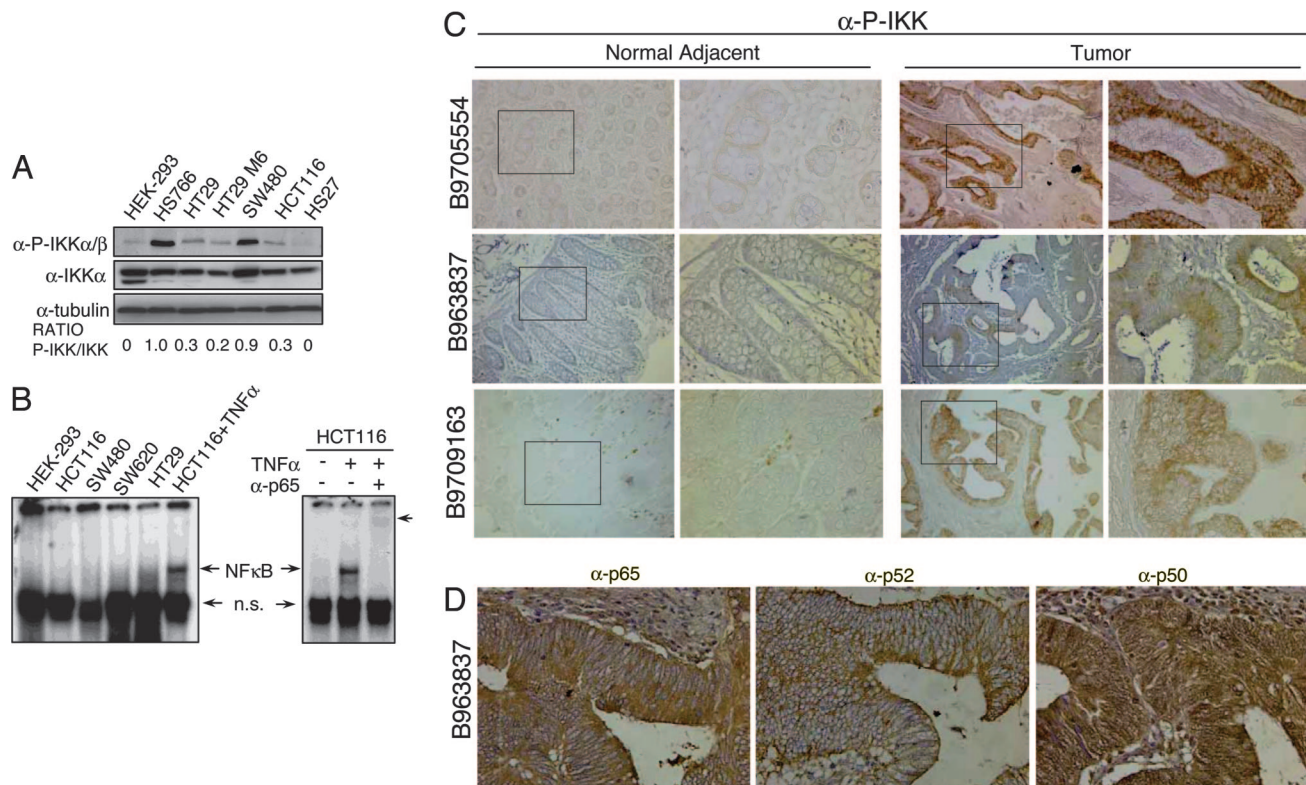 A
HEK-293
HS766
HT29
HT29 M6
SW480
HCT116
HS27
α-P-IKKα/β
α-IKKα
α-tubulin
RATIO
P-IKK/IKK
0 1.0 0.3 0.2 0.9 0.3 0
B
HEK-293
HCT116
SW480
SW620
HT29
HCT116+TNFα
NFκB
n.s.
HCT116
TNFα - + +
α-p65 +
C
α-P-IKK
Normal Adjacent
Tumor
B9705554
B963837
B9709163
D
α-p65
α-p52
α-p50
B963837